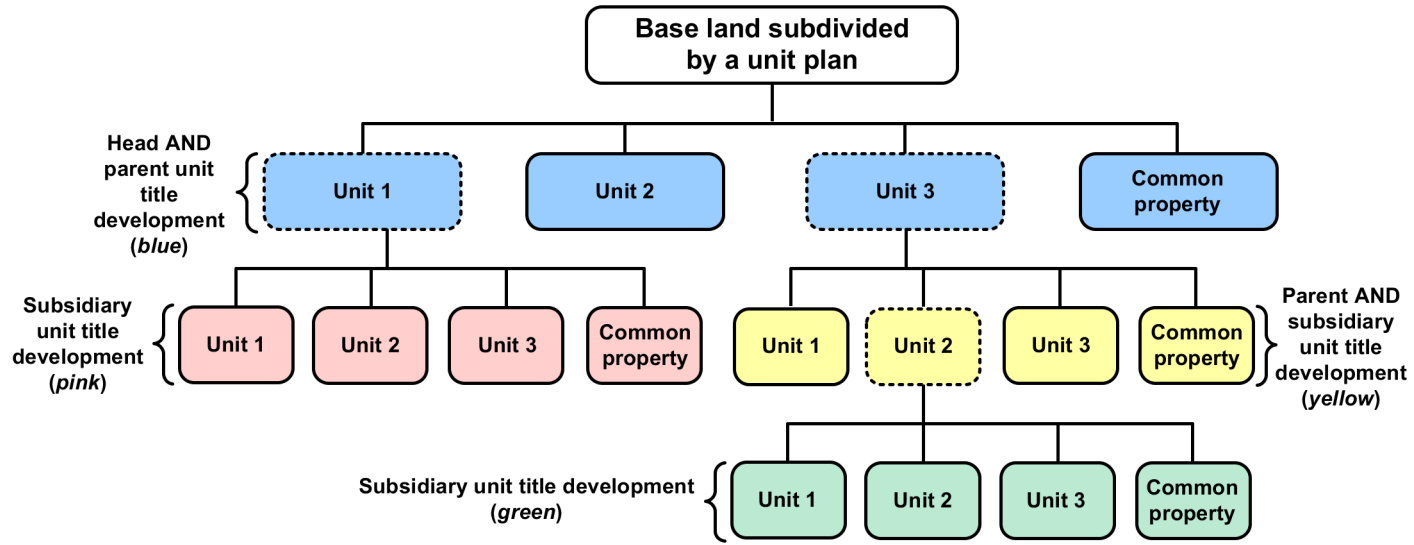 Base land subdivided
by a unit plan
Head AND
parent unit
title
development
(blue)
Unit 1
Unit 2
Unit 3
Common
property
Subsidiary
unit title
development
(pink)
Unit 1
Unit 2
Unit 3
Common
property
Unit 1
Unit 2
Unit 3
Common
property
Parent AND
subsidiary
unit title
development
(yellow)
Subsidiary unit title development
(green)
Unit 1
Unit 2
Unit 3
Common
property